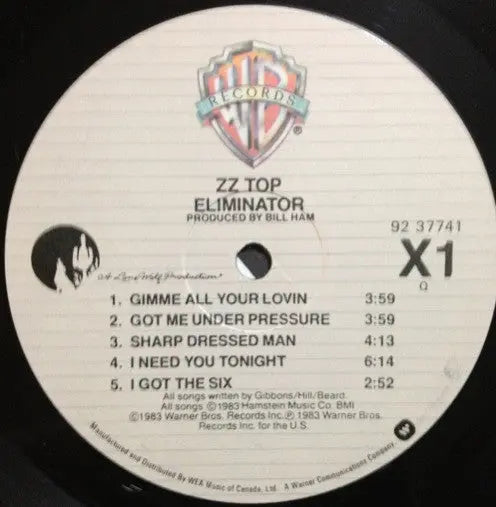 RECORDS
®
ZZ TOP
ELIMINATOR
PRODUCED BY BILL HAM
92 37741
X1
Q
A Lone Wolf Production
1. GIMME ALL YOUR LOVIN 3:59
2. GOT ME UNDER PRESSURE 3:59
3. SHARP DRESSED MAN 4:13
4. I NEED YOU TONIGHT 6:14
5. I GOT THE SIX 2:52
All songs written by Gibbons/Hill/Beard.
All songs ©1983 Hamstein Music Co. BMI
©1983 Warner Bros. Records Inc.℗ 1983 Warner Bros.
Records Inc. for the U.S.
Manufactured and Distributed By WEA Music of Canada, Ltd. A Warner Communications Company.